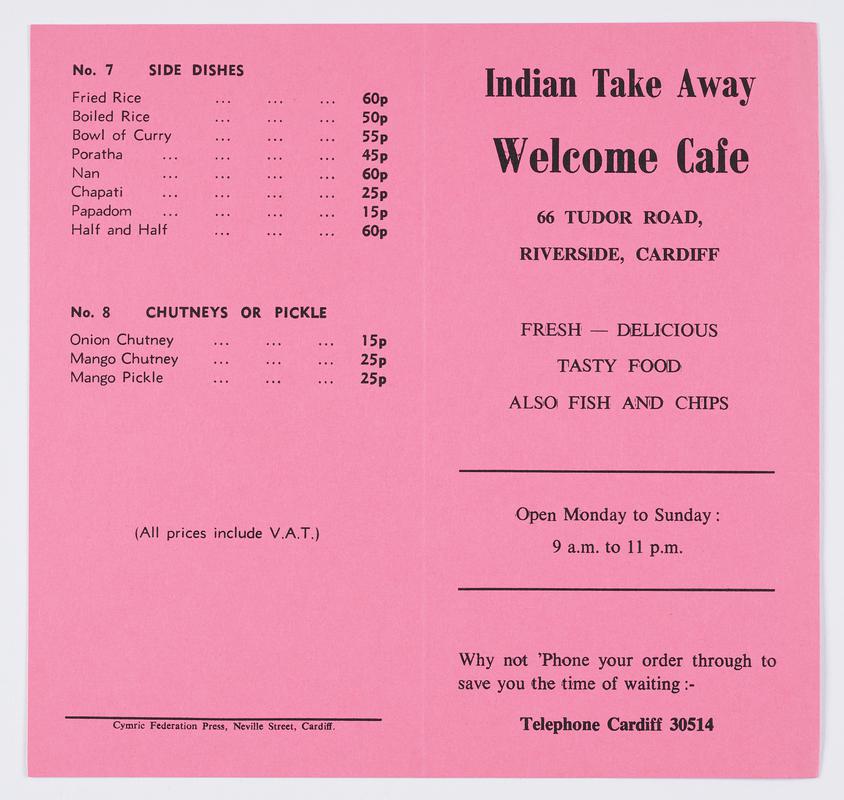 No. 7 SIDE DISHES
Fried Rice ... ... ... 60p
Boiled Rice ... ... ... 50p
Bowl of Curry ... ... ... 55p
Poratha ... ... ... ... 45p
Nan ... ... ... ... 60p
Chapati ... ... ... ... 25p
Papadom ... ... ... ... 15p
Half and Half ... ... ... 60p
No. 8 CHUTNEYS OR PICKLE
Onion Chutney ... ... ... 15p
Mango Chutney ... ... ... 25p
Mango Pickle ... ... ... 25p
(All prices include V.A.T.)
Cymric Federation Press, Neville Street, Cardiff.
Indian Take Away
Welcome Cafe
66 TUDOR ROAD,
RIVERSIDE, CARDIFF
FRESH — DELICIOUS
TASTY FOOD
ALSO FISH AND CHIPS
Open Monday to Sunday :
9 a.m. to 11 p.m.
Why not 'Phone your order through to
save you the time of waiting :-
Telephone Cardiff 30514